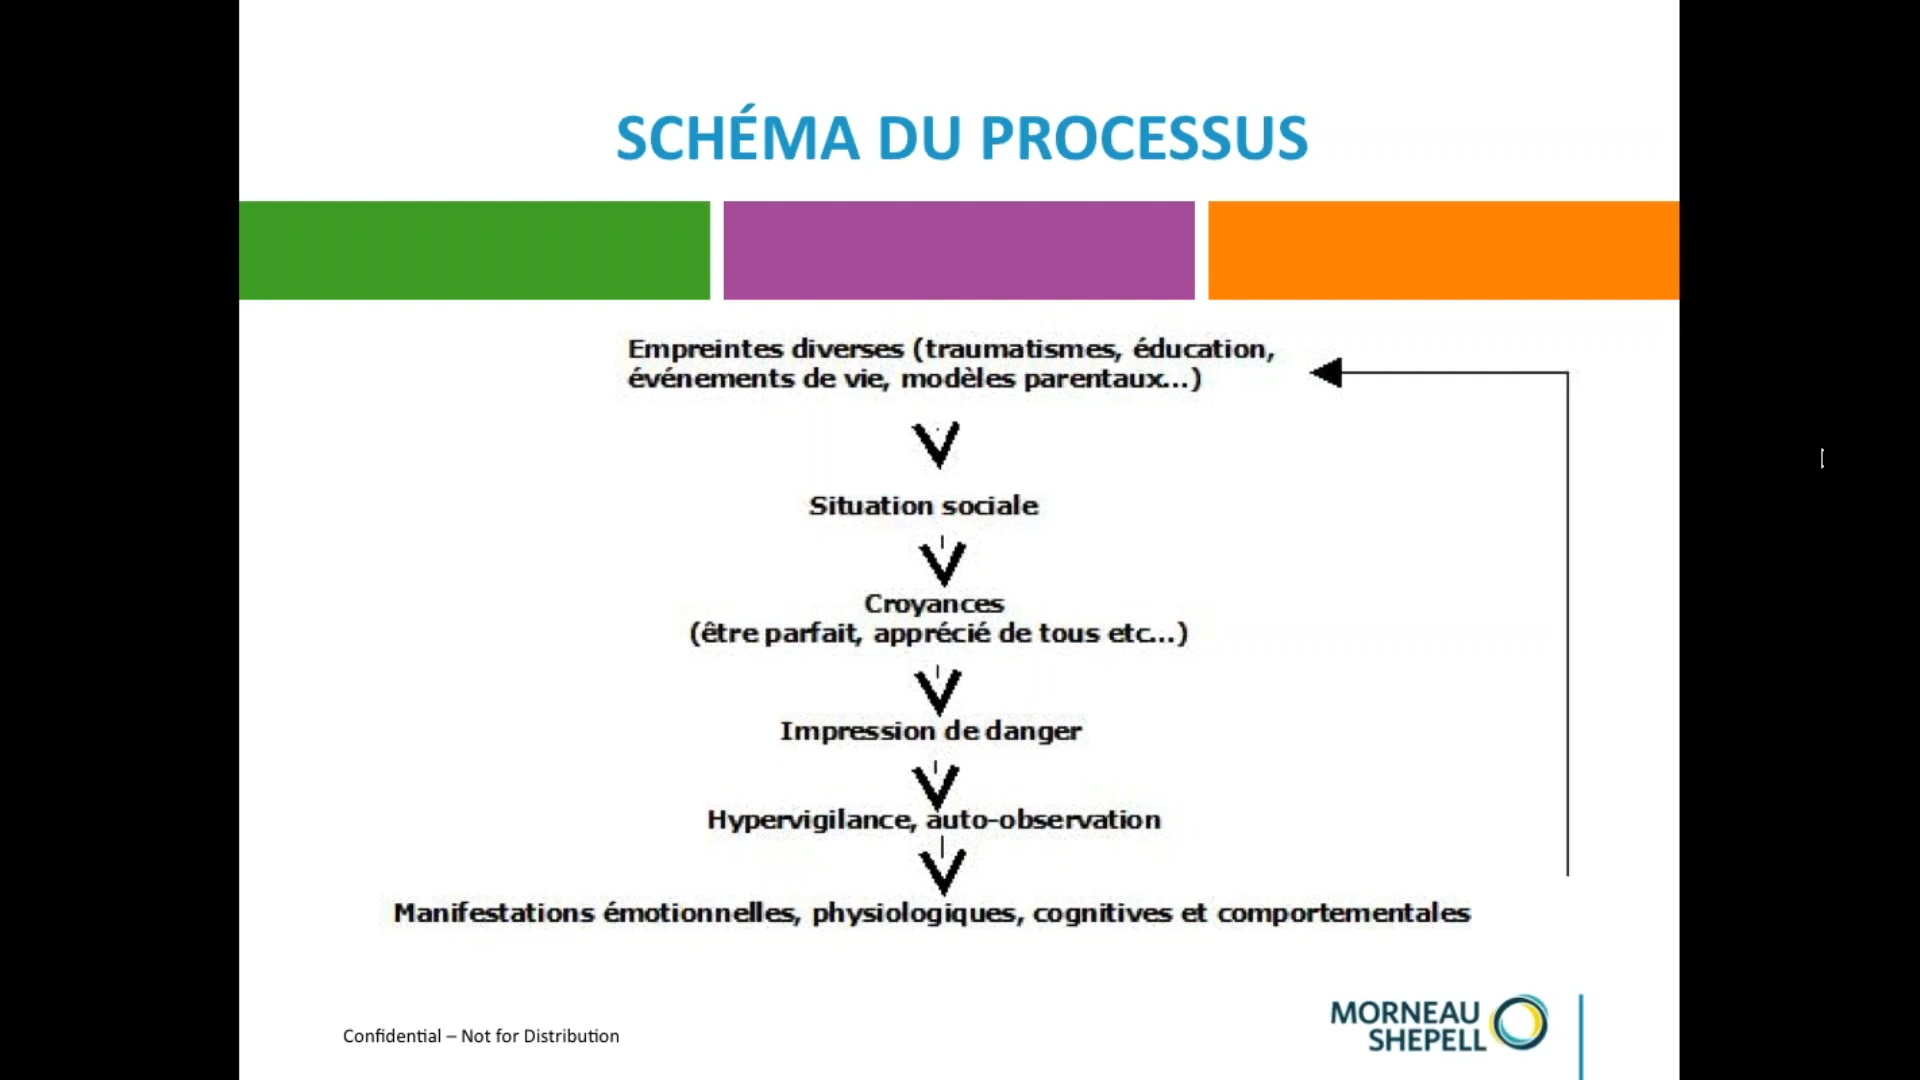 SCHÉMA DU PROCESSUS
Empreintes diverses (traumatismes, éducation,
événements de vie, modèles parentaux...)
Situation sociale
Croyances
(être parfait, apprécié de tous etc...)
Impression de danger
Hypervigilance, auto-observation
Manifestations émotionnelles, physiologiques, cognitives et comportementales
Confidential – Not for Distribution
MORNEAU
SHEPELL